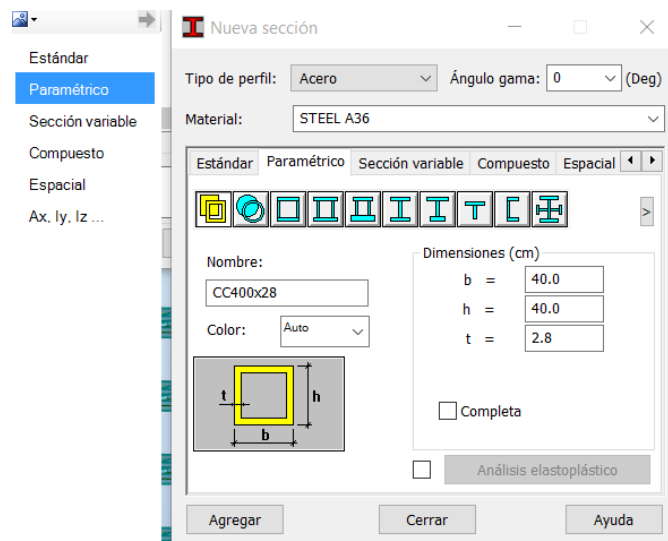 Estándar
Paramétrico
Sección variable
Compuesto
Espacial
Ax, Iy, Iz ...
Nueva sección
Tipo de perfil: Acero Ángulo gama: 0 (Deg)
Material: STEEL A36
Estándar Paramétrico Sección variable Compuesto Espacial
>
Nombre:
CC400x28
Color: Auto
t h
b
Dimensiones (cm)
b = 40.0
h = 40.0
t = 2.8
Completa
Análisis elastoplástico
Agregar Cerrar Ayuda